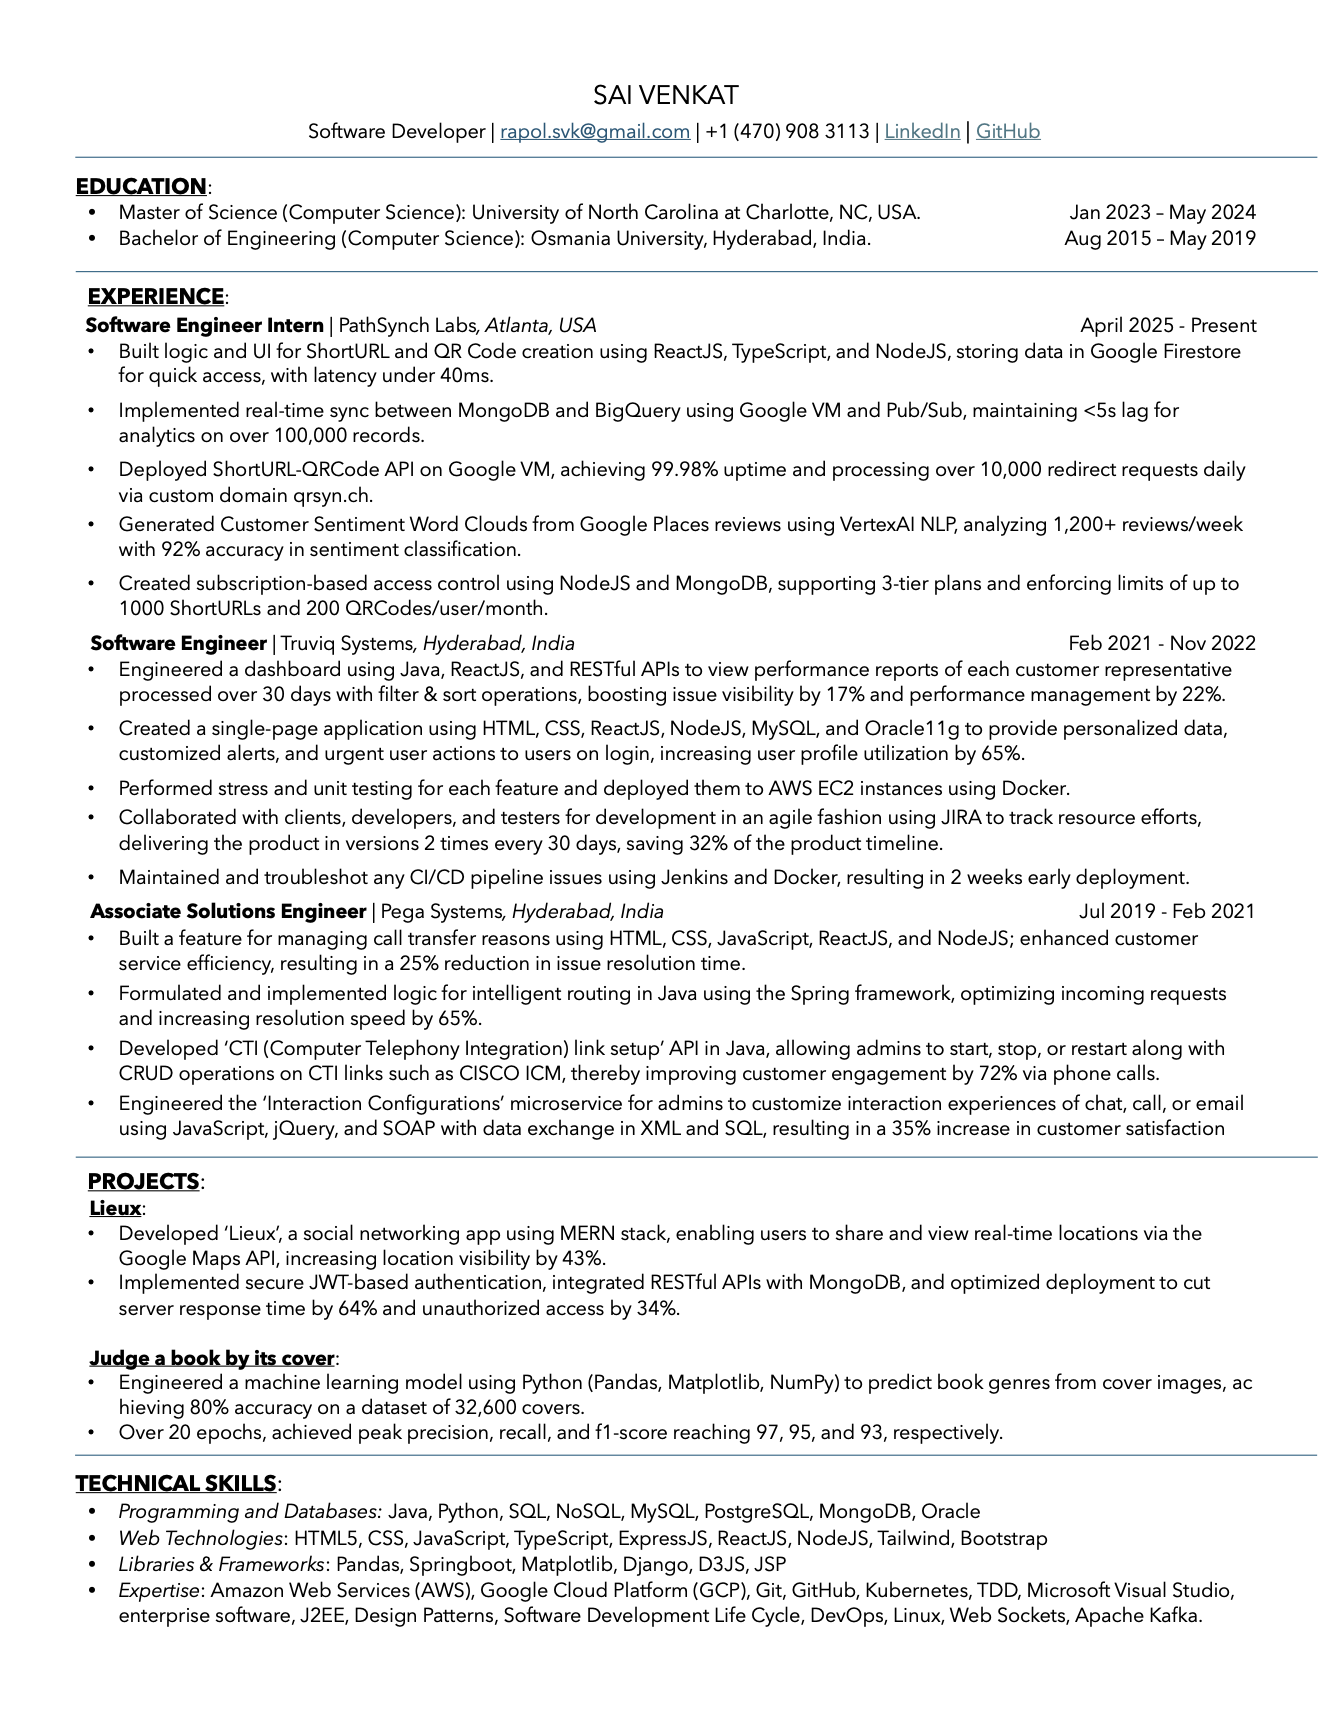 SAI VENKAT
Software Developer | rapol.svk@gmail.com | +1 (470) 908 3113 | LinkedIn | GitHub
EDUCATION:
• Master of Science (Computer Science): University of North Carolina at Charlotte, NC, USA. Jan 2023 – May 2024
• Bachelor of Engineering (Computer Science): Osmania University, Hyderabad, India. Aug 2015 – May 2019
EXPERIENCE:
Software Engineer Intern | PathSynch Labs, Atlanta, USA April 2025 - Present
• Built logic and UI for ShortURL and QR Code creation using ReactJS, TypeScript, and NodeJS, storing data in Google Firestore
for quick access, with latency under 40ms.
• Implemented real-time sync between MongoDB and BigQuery using Google VM and Pub/Sub, maintaining <5s lag for
analytics on over 100,000 records.
• Deployed ShortURL-QRCode API on Google VM, achieving 99.98% uptime and processing over 10,000 redirect requests daily
via custom domain qrsyn.ch.
• Generated Customer Sentiment Word Clouds from Google Places reviews using VertexAI NLP, analyzing 1,200+ reviews/week
with 92% accuracy in sentiment classification.
• Created subscription-based access control using NodeJS and MongoDB, supporting 3-tier plans and enforcing limits of up to
1000 ShortURLs and 200 QRCodes/user/month.
Software Engineer | Truviq Systems, Hyderabad, India Feb 2021 - Nov 2022
• Engineered a dashboard using Java, ReactJS, and RESTful APIs to view performance reports of each customer representative
processed over 30 days with filter & sort operations, boosting issue visibility by 17% and performance management by 22%.
• Created a single-page application using HTML, CSS, ReactJS, NodeJS, MySQL, and Oracle11g to provide personalized data,
customized alerts, and urgent user actions to users on login, increasing user profile utilization by 65%.
• Performed stress and unit testing for each feature and deployed them to AWS EC2 instances using Docker.
• Collaborated with clients, developers, and testers for development in an agile fashion using JIRA to track resource efforts,
delivering the product in versions 2 times every 30 days, saving 32% of the product timeline.
• Maintained and troubleshot any CI/CD pipeline issues using Jenkins and Docker, resulting in 2 weeks early deployment.
Associate Solutions Engineer | Pega Systems, Hyderabad, India Jul 2019 - Feb 2021
• Built a feature for managing call transfer reasons using HTML, CSS, JavaScript, ReactJS, and NodeJS; enhanced customer
service efficiency, resulting in a 25% reduction in issue resolution time.
• Formulated and implemented logic for intelligent routing in Java using the Spring framework, optimizing incoming requests
and increasing resolution speed by 65%.
• Developed ‘CTI (Computer Telephony Integration) link setup’ API in Java, allowing admins to start, stop, or restart along with
CRUD operations on CTI links such as CISCO ICM, thereby improving customer engagement by 72% via phone calls.
• Engineered the ‘Interaction Configurations’ microservice for admins to customize interaction experiences of chat, call, or email
using JavaScript, jQuery, and SOAP with data exchange in XML and SQL, resulting in a 35% increase in customer satisfaction
PROJECTS:
Lieux:
• Developed ‘Lieux’, a social networking app using MERN stack, enabling users to share and view real-time locations via the
Google Maps API, increasing location visibility by 43%.
• Implemented secure JWT-based authentication, integrated RESTful APIs with MongoDB, and optimized deployment to cut
server response time by 64% and unauthorized access by 34%.
Judge a book by its cover:
• Engineered a machine learning model using Python (Pandas, Matplotlib, NumPy) to predict book genres from cover images, ac
hieving 80% accuracy on a dataset of 32,600 covers.
• Over 20 epochs, achieved peak precision, recall, and f1-score reaching 97, 95, and 93, respectively.
TECHNICAL SKILLS:
• Programming and Databases: Java, Python, SQL, NoSQL, MySQL, PostgreSQL, MongoDB, Oracle
• Web Technologies: HTML5, CSS, JavaScript, TypeScript, ExpressJS, ReactJS, NodeJS, Tailwind, Bootstrap
• Libraries & Frameworks: Pandas, Springboot, Matplotlib, Django, D3JS, JSP
• Expertise: Amazon Web Services (AWS), Google Cloud Platform (GCP), Git, GitHub, Kubernetes, TDD, Microsoft Visual Studio,
enterprise software, J2EE, Design Patterns, Software Development Life Cycle, DevOps, Linux, Web Sockets, Apache Kafka.